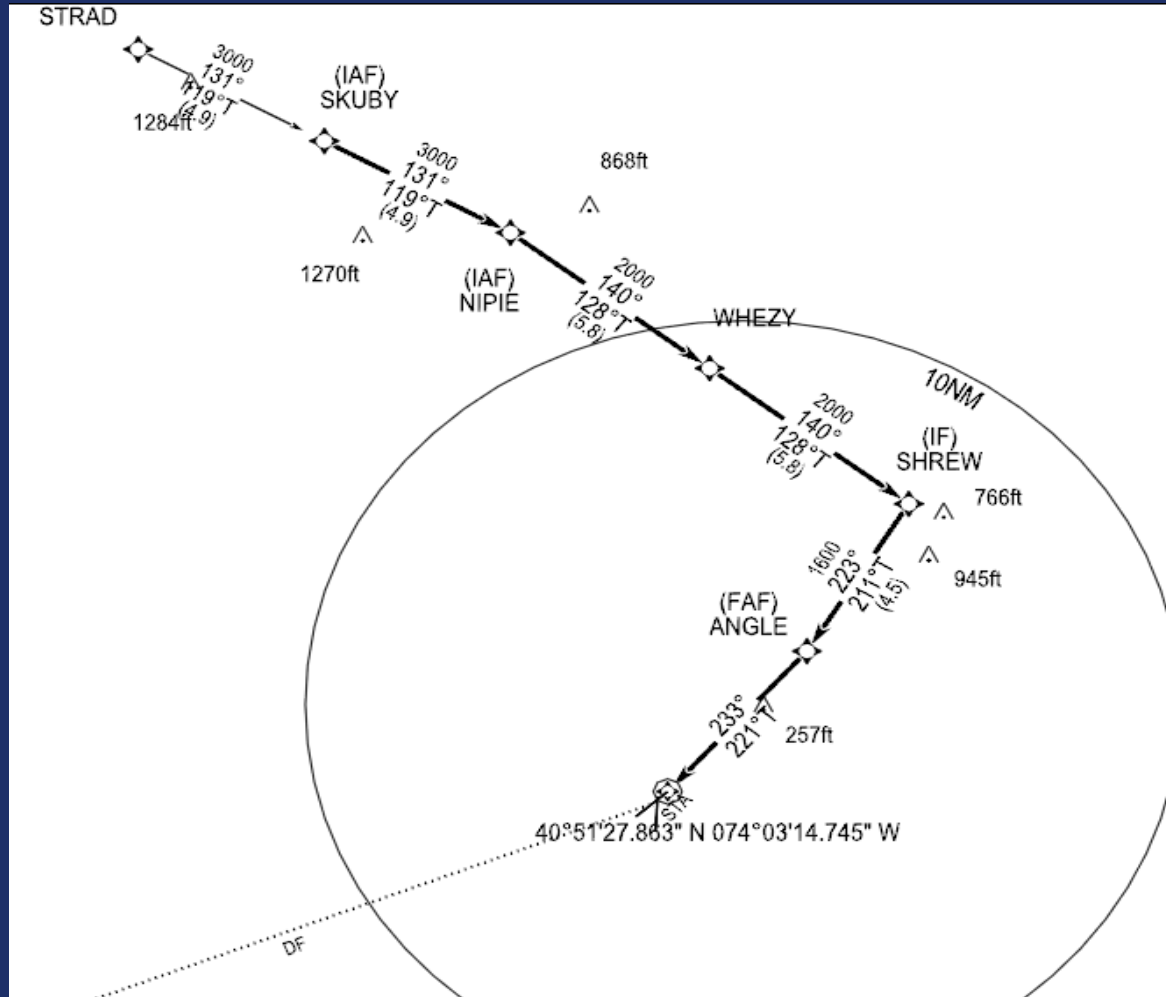 STRAD
3000
131°
119°T
(4.9)
1284ft
(IAF)
SKUBY
3000
131°
119°T
(4.9)
868ft
1270ft
(IAF)
NIPIE
2000
140°
128°T
(5.8)
WHEZY
10NM
2000
140°
128°T
(5.8)
(IF)
SHREW
766ft
945ft
1600
223°
211°T
(4.5)
(FAF)
ANGLE
233°
221°T
257ft
STA
40°51'27.863" N 074°03'14.745" W
DF